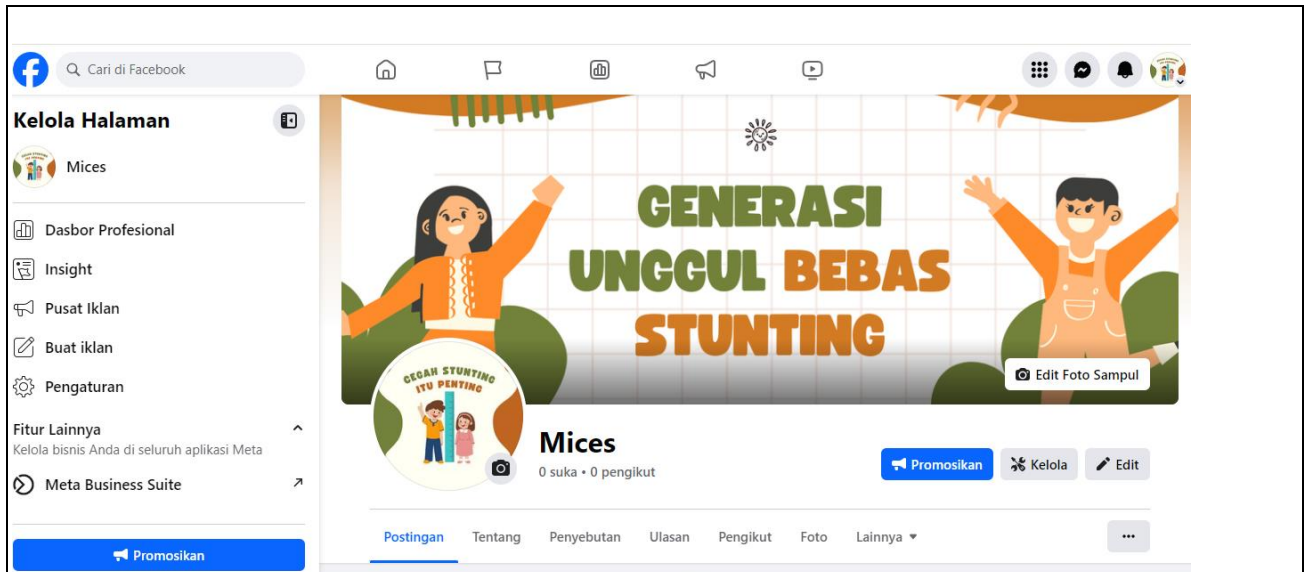 Cari di Facebook
Kelola Halaman
Mices
Dasbor Profesional
Insight
Pusat Iklan
Buat iklan
Pengaturan
Fitur Lainnya
Kelola bisnis Anda di seluruh aplikasi Meta
Meta Business Suite
Promosikan
GENERASI
UNGGUL BEBAS
STUNTING
Edit Foto Sampul
CEGAH STUNTING
ITU PENTING
Mices
0 suka • 0 pengikut
Promosikan Kelola Edit
Postingan Tentang Penyebutan Ulasan Pengikut Foto Lainnya